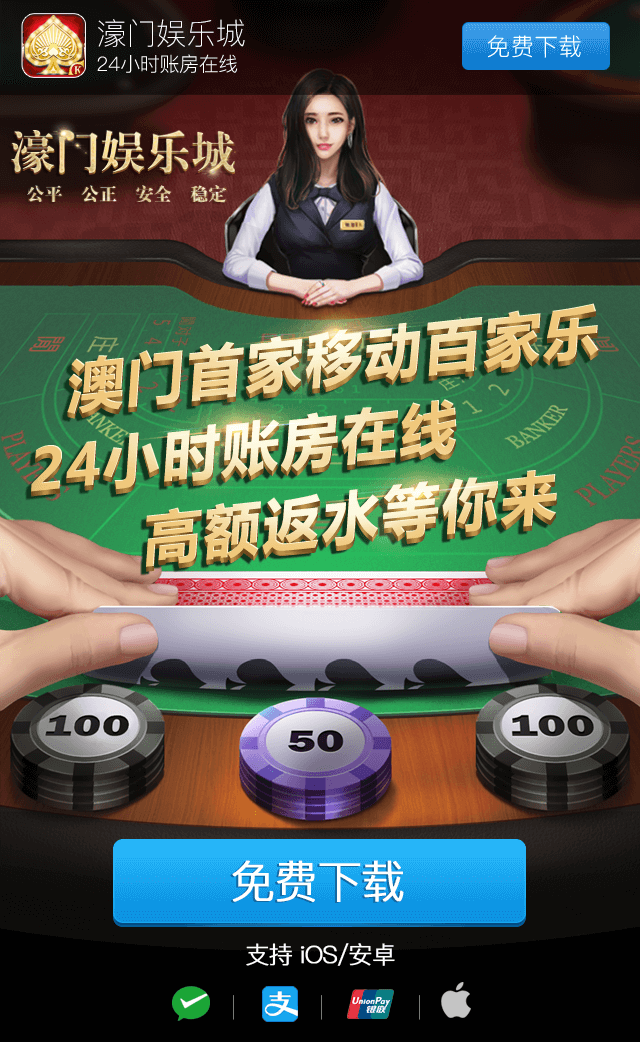 濠门娱乐城
24小时账房在线
免费下载
濠门娱乐城
公平 公正 安全 稳定
澳门首家移动百家乐
24小时账房在线
高额返水等你来
BANKER
PLAYERS
PLAYERS
100
50
100
免费下载
支持 iOS/安卓
UnionPay
银联